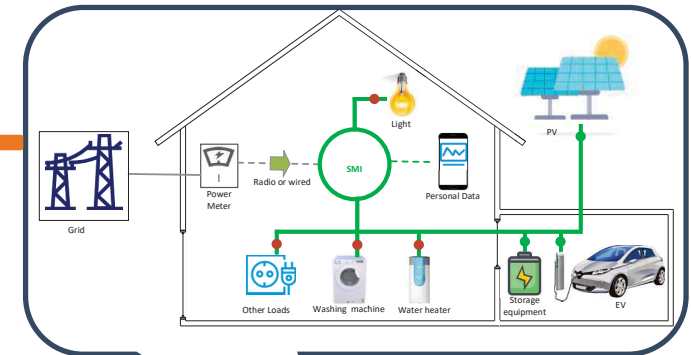 Light
PV
SMI
Radio or wired
Power
Meter
Personal Data
Grid
Other Loads
Washing machine
Water heater
Storage
equipment
EV